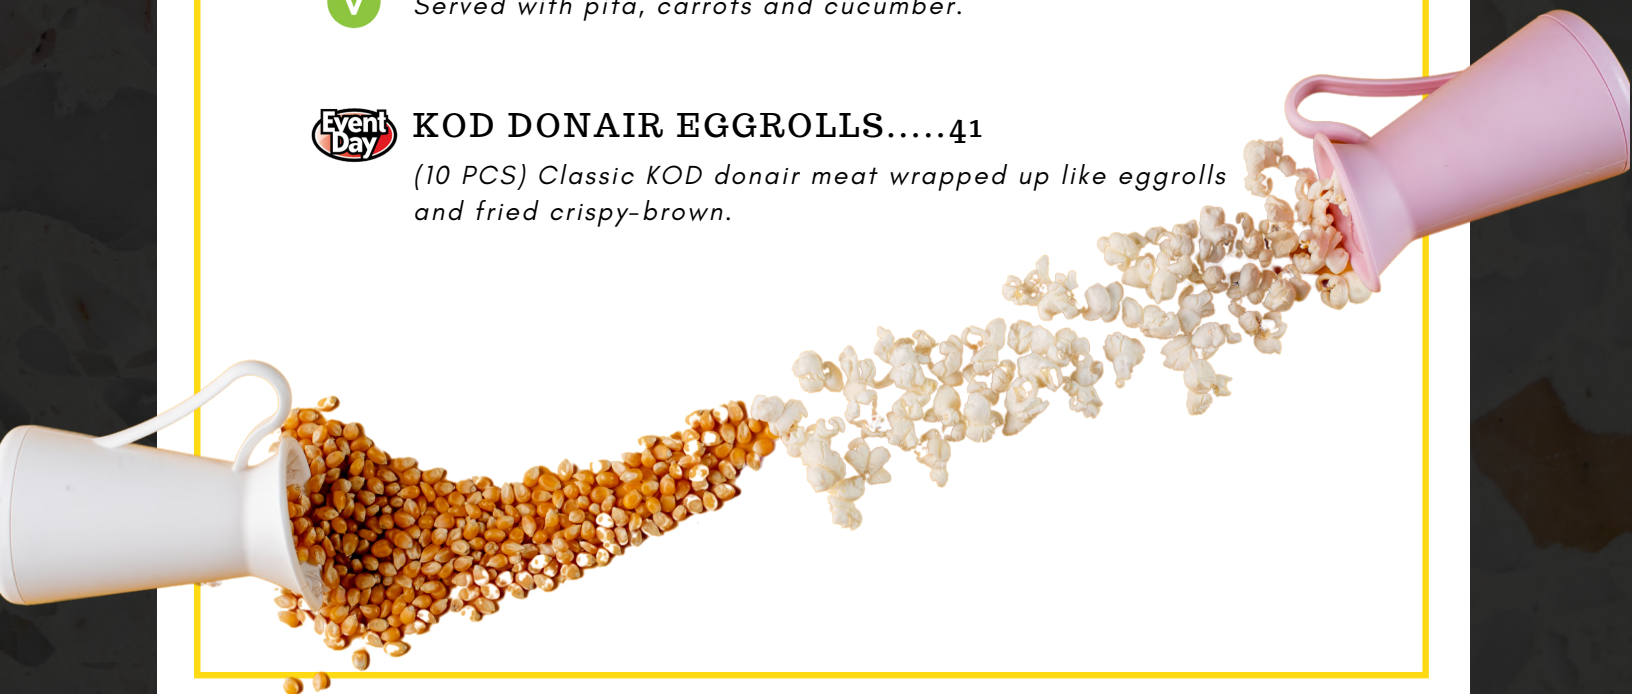 V
Served with pita, carrots and cucumber.
Event
Day
KOD DONAIR EGGROLLS.....41
(10 PCS) Classic KOD donair meat wrapped up like eggrolls
and fried crispy-brown.